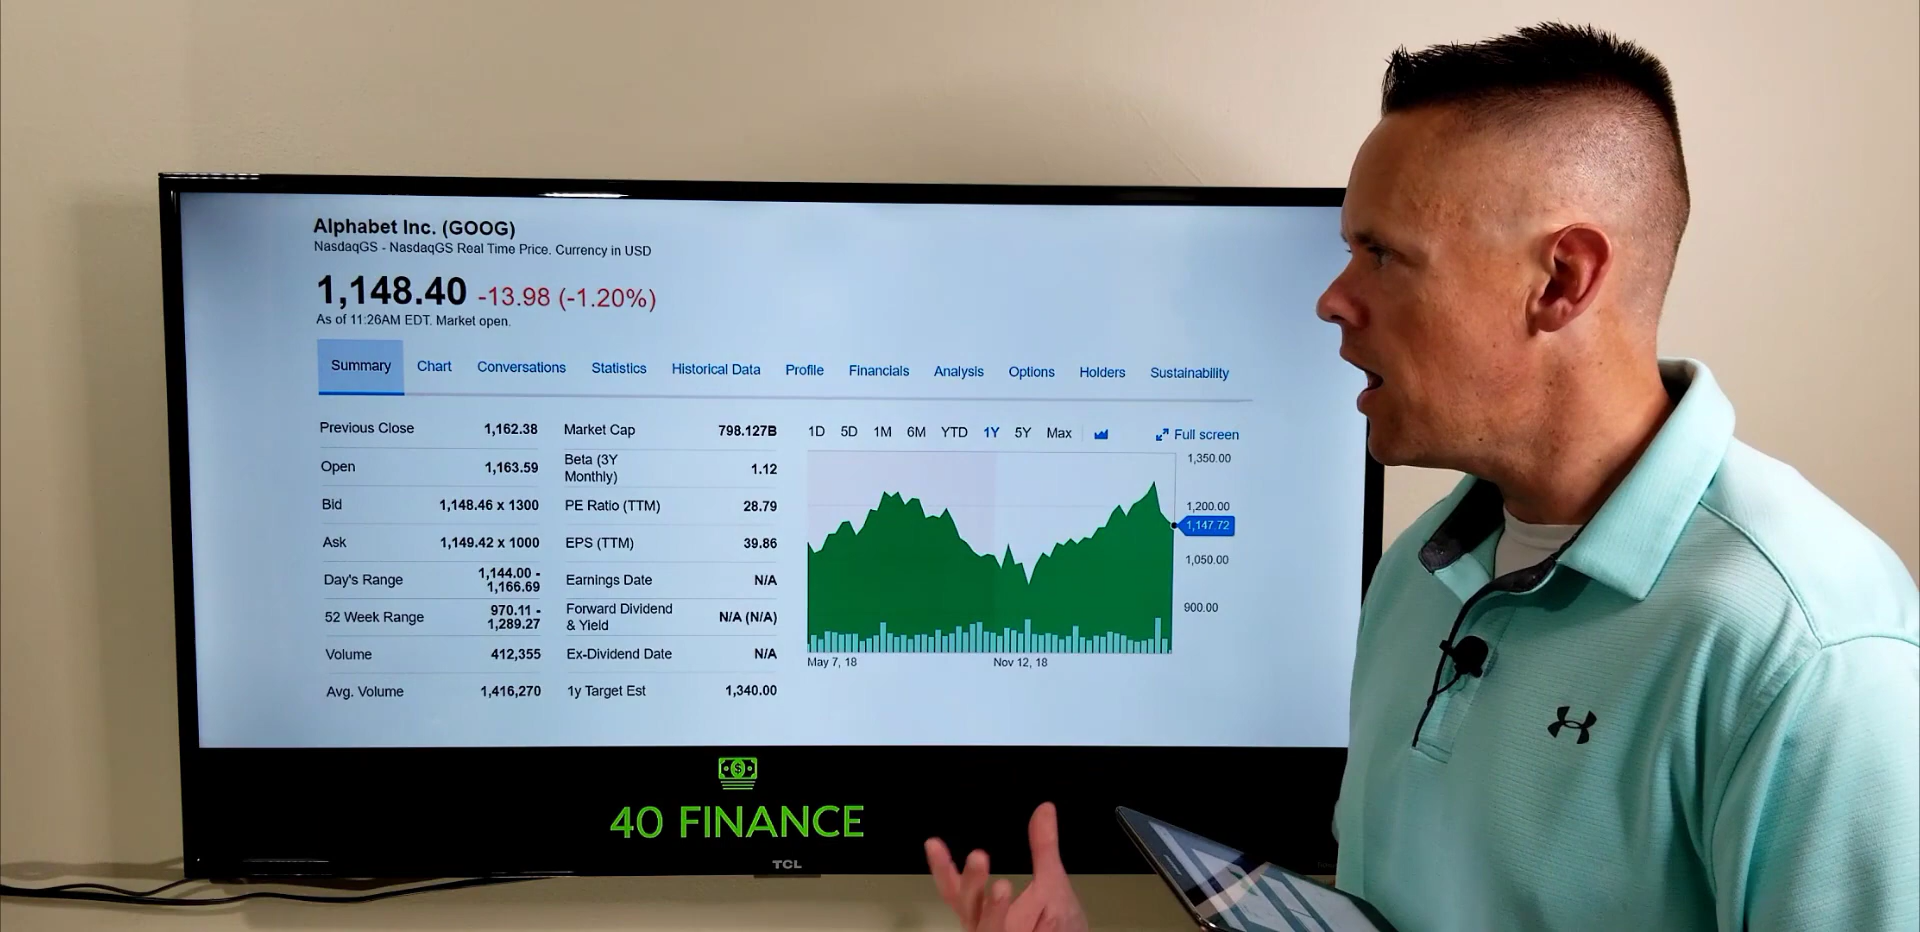 Alphabet Inc. (GOOG)
NasdaqGS - NasdaqGS Real Time Price. Currency in USD
1,148.40 -13.98 (-1.20%)
As of 11:26AM EDT. Market open.
Summary Chart Conversations Statistics Historical Data Profile Financials Analysis Options Holders Sustainability
Previous Close 1,162.38
Open 1,163.59
Bid 1,148.46 x 1300
Ask 1,149.42 x 1000
Day's Range 1,144.00 -
1,166.69
52 Week Range 970.11 -
1,289.27
Volume 412,355
Avg. Volume 1,416,270
Market Cap 798.127B
Beta (3Y
Monthly) 1.12
PE Ratio (TTM) 28.79
EPS (TTM) 39.86
Earnings Date N/A
Forward Dividend
& Yield N/A (N/A)
Ex-Dividend Date N/A
1y Target Est 1,340.00
1D 5D 1M 6M YTD 1Y 5Y Max Full screen
1,350.00
1,200.00
1,147.72
1,050.00
900.00
May 7, 18 Nov 12, 18
40 FINANCE
TCL